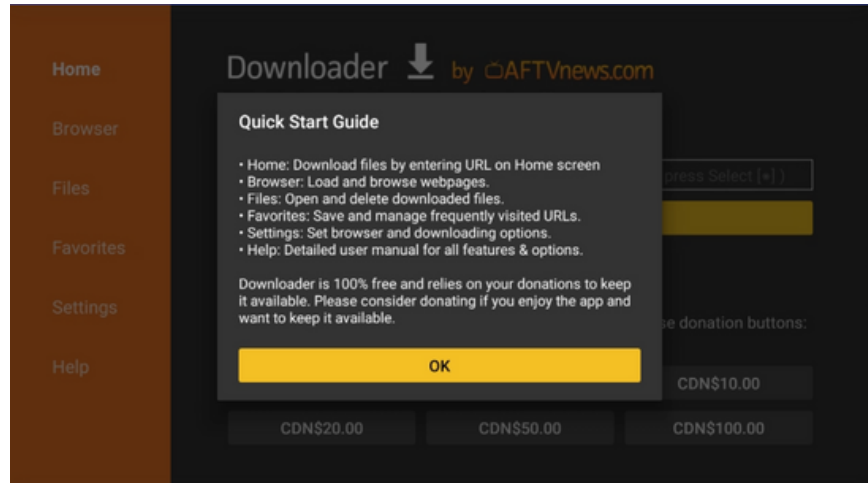 Home
Browser
Files
Favorites
Settings
Help
Downloader by AFTVnews.com
Quick Start Guide
• Home: Download files by entering URL on Home screen
• Browser: Load and browse webpages.
• Files: Open and delete downloaded files.
• Favorites: Save and manage frequently visited URLs.
• Settings: Set browser and downloading options.
• Help: Detailed user manual for all features & options.
Downloader is 100% free and relies on your donations to keep
it available. Please consider donating if you enjoy the app and
want to keep it available.
OK
press Select [•] )
se donation buttons:
CDN$10.00
CDN$20.00 CDN$50.00 CDN$100.00